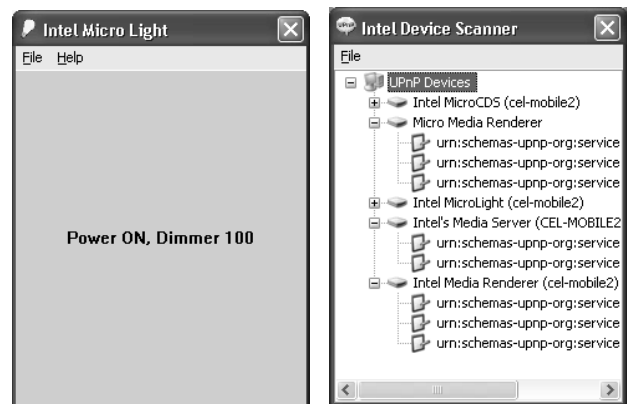 Intel Micro Light
File Help
Power ON, Dimmer 100
Intel Device Scanner
File
UPnP Devices
Intel MicroCDS (cel-mobile2)
Micro Media Renderer
urn:schemas-upnp-org:service
urn:schemas-upnp-org:service
urn:schemas-upnp-org:service
Intel MicroLight (cel-mobile2)
Intel's Media Server (CEL-MOBILE2
urn:schemas-upnp-org:service
urn:schemas-upnp-org:service
Intel Media Renderer (cel-mobile2)
urn:schemas-upnp-org:service
urn:schemas-upnp-org:service
urn:schemas-upnp-org:service